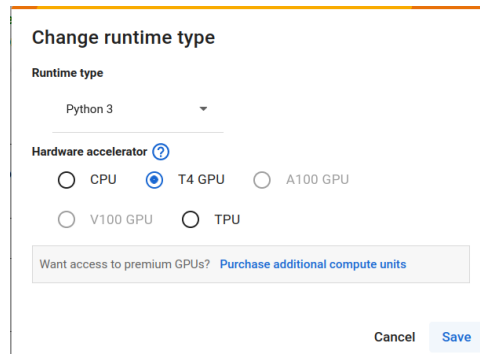 Change runtime type
Runtime type
Python 3
Hardware accelerator ?
CPU T4 GPU A100 GPU
V100 GPU TPU
Want access to premium GPUs? Purchase additional compute units
Cancel Save